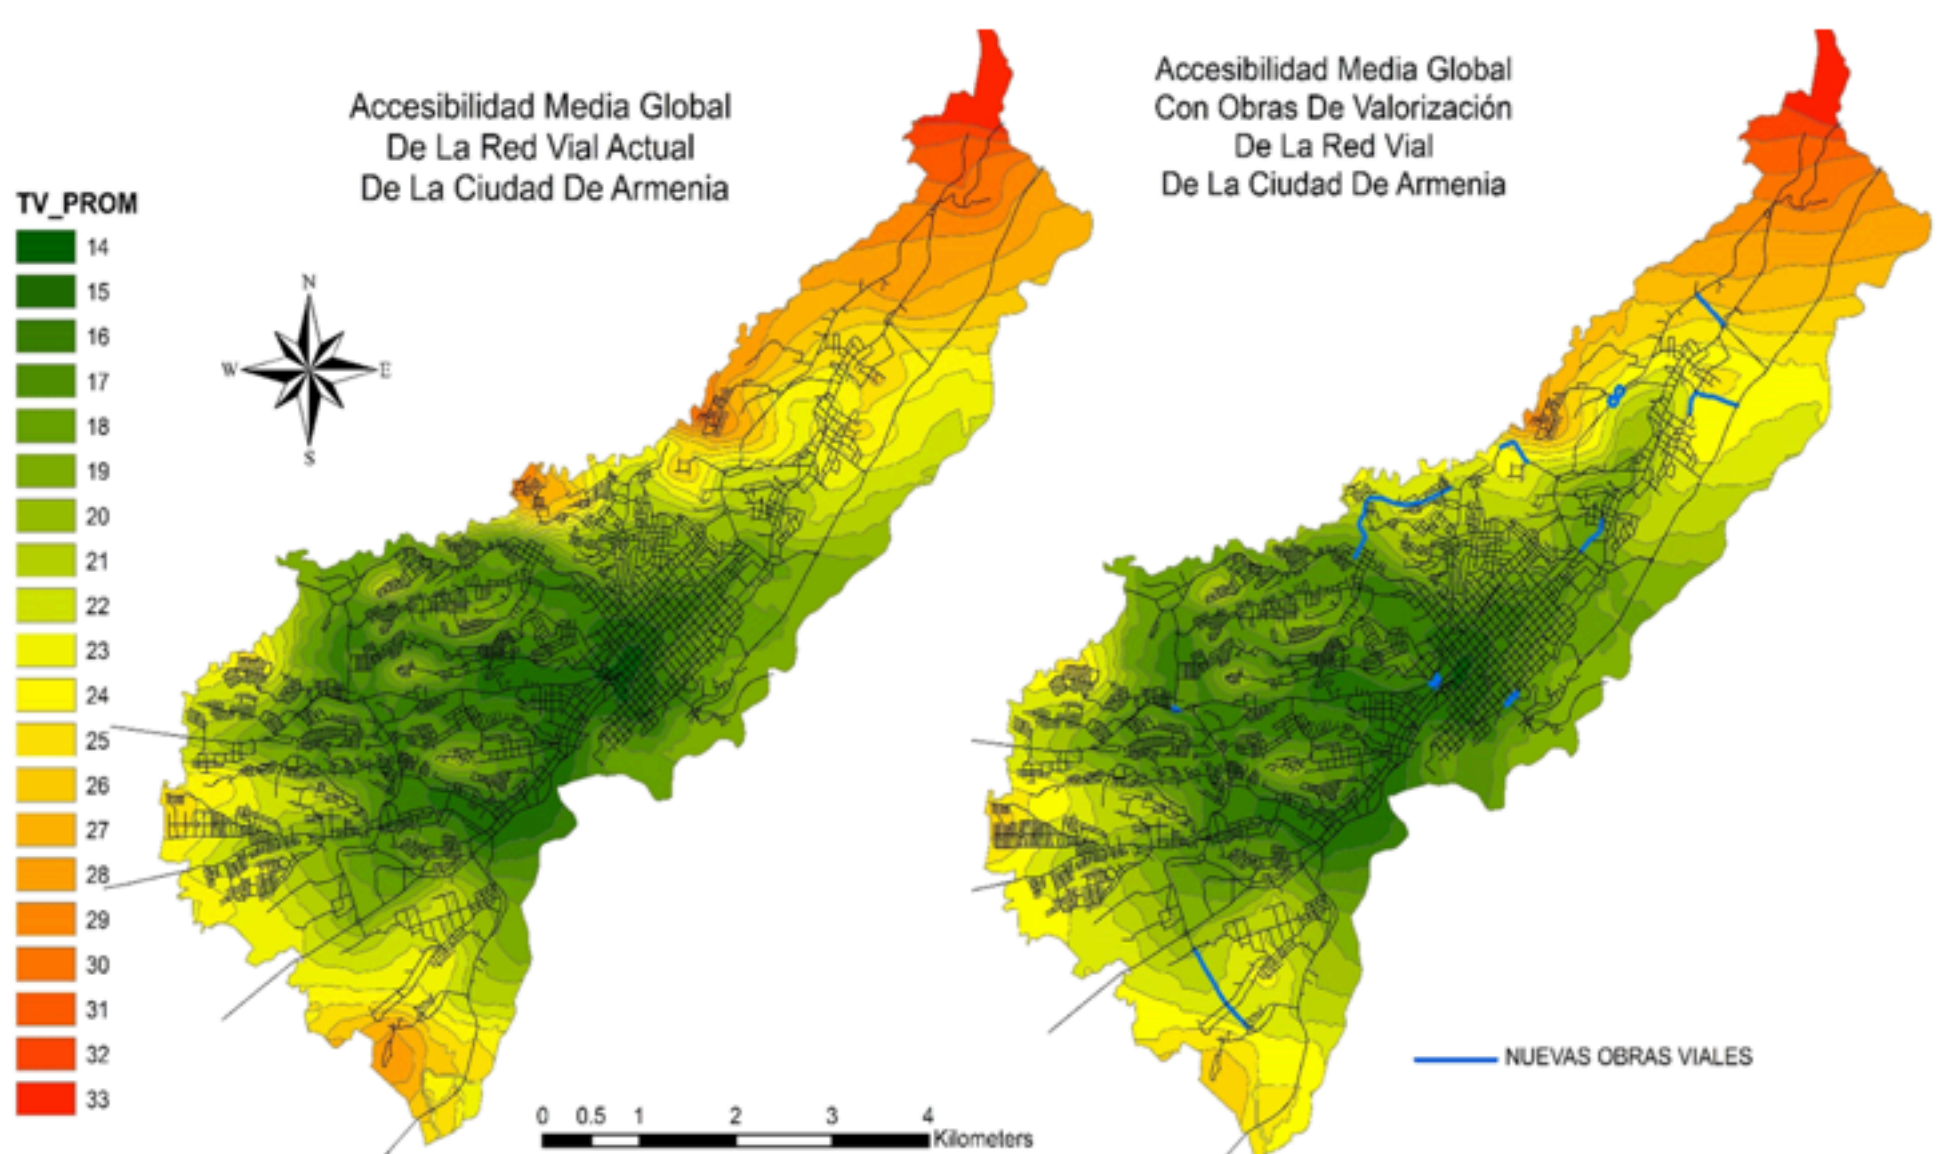 Accesibilidad Media Global
De La Red Vial Actual
De La Ciudad De Armenia
Accesibilidad Media Global
Con Obras De Valorización
De La Red Vial
De La Ciudad De Armenia
TV_PROM
14
15
16
17
18
19
20
21
22
23
24
25
26
27
28
29
30
31
32
33
N
W E
S
NUEVAS OBRAS VIALES
0 0.5 1 2 3 4
Kilometers